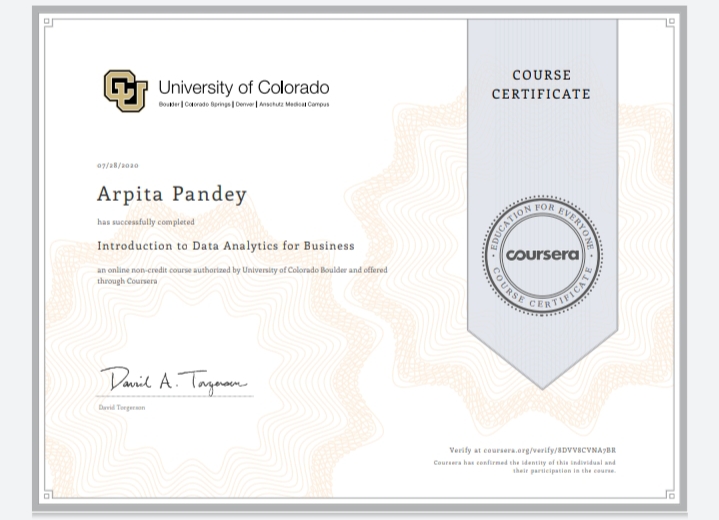 University of Colorado
Boulder | Colorado Springs | Denver | Anschutz Medical Campus
COURSE
CERTIFICATE
07/28/2020
Arpita Pandey
has successfully completed
Introduction to Data Analytics for Business
an online non-credit course authorized by University of Colorado Boulder and offered
through Coursera
EDUCATION FOR EVERYONE
coursera
COURSE CERTIFICATE
David A. Torgerson
David Torgerson
Verify at coursera.org/verify/8DVY8CVNA7BR
Coursera has confirmed the identity of this individual and
their participation in the course.